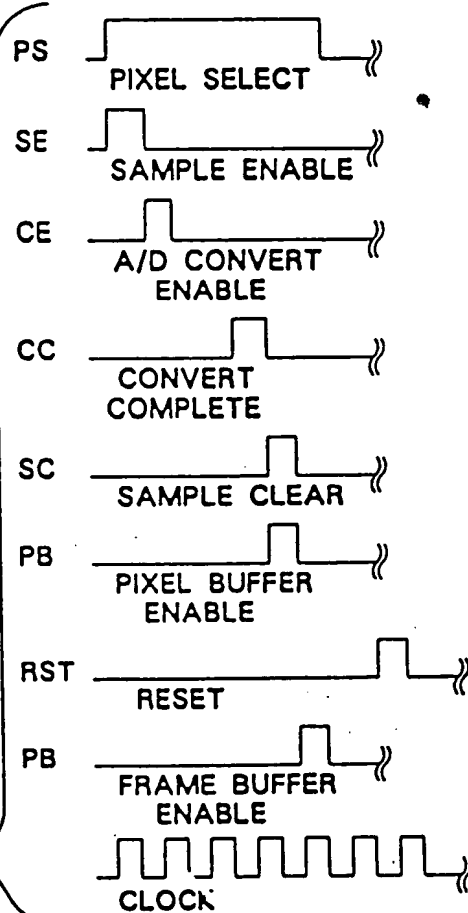 PS
PIXEL SELECT
SE
SAMPLE ENABLE
CE
A/D CONVERT
ENABLE
CC
CONVERT
COMPLETE
SC
SAMPLE CLEAR
PB
PIXEL BUFFER
ENABLE
RST
RESET
PB
FRAME BUFFER
ENABLE
CLOCK